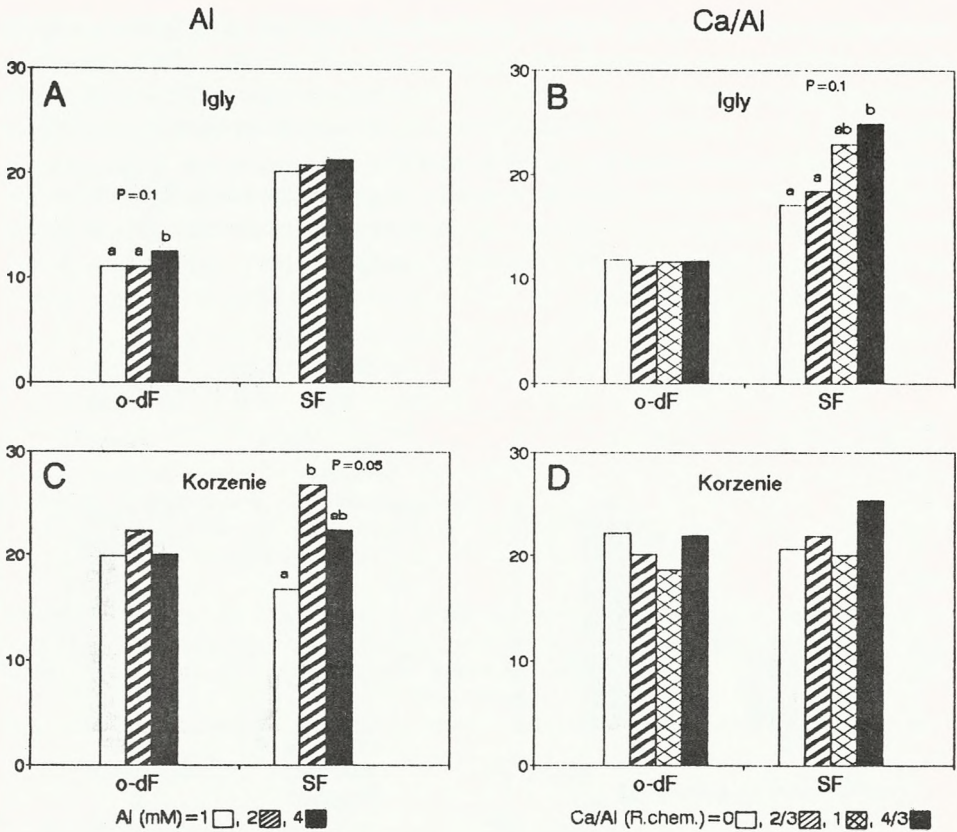 Al
Ca/Al
30
20
10
0
A
Igły
P=0.1
a a b
o-dF SF
30
20
10
0
B
Igły
P=0.1
a a ab b
o-dF SF
30
20
10
0
C
Korzenie
P=0.05
a b ab
o-dF SF
Al (mM)=1 , 2 , 4
30
20
10
0
D
Korzenie
o-dF SF
Ca/Al (R.chem.)=0 , 2/3 , 1 , 4/3